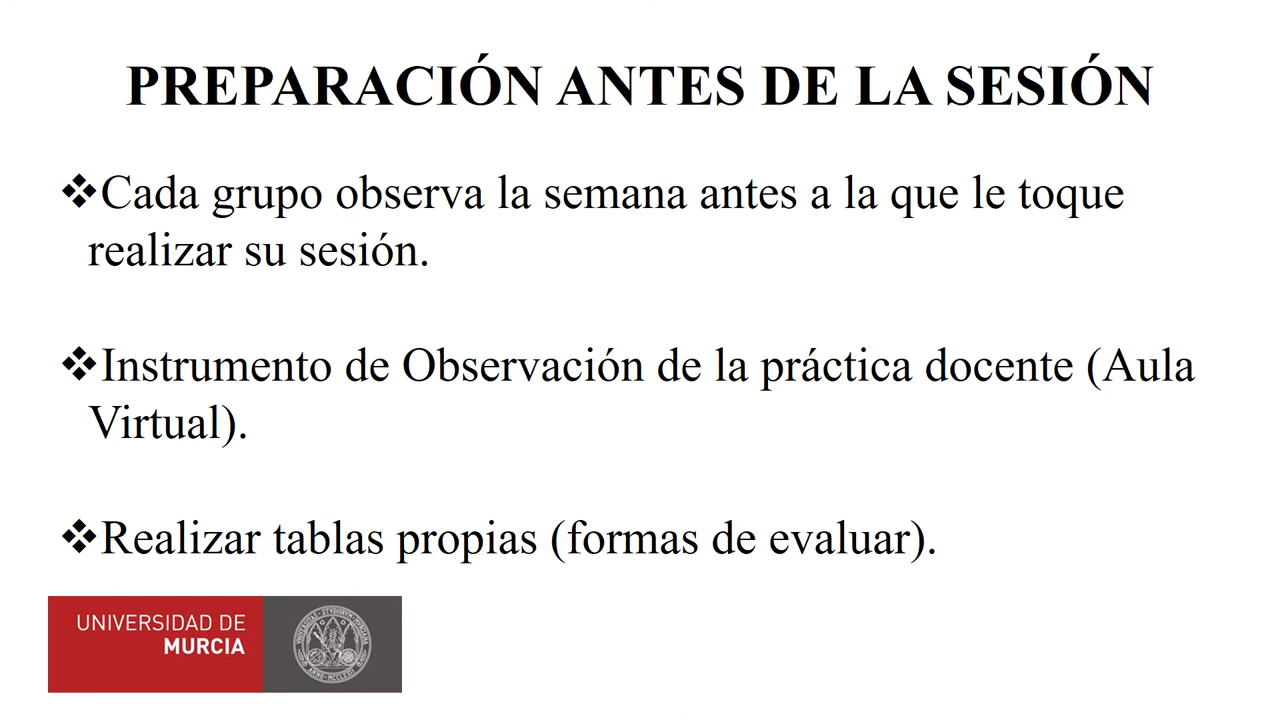 PREPARACIÓN ANTES DE LA SESIÓN
❖Cada grupo observa la semana antes a la que le toque
realizar su sesión.
❖Instrumento de Observación de la práctica docente (Aula
Virtual).
❖Realizar tablas propias (formas de evaluar).
UNIVERSIDAD DE
MURCIA